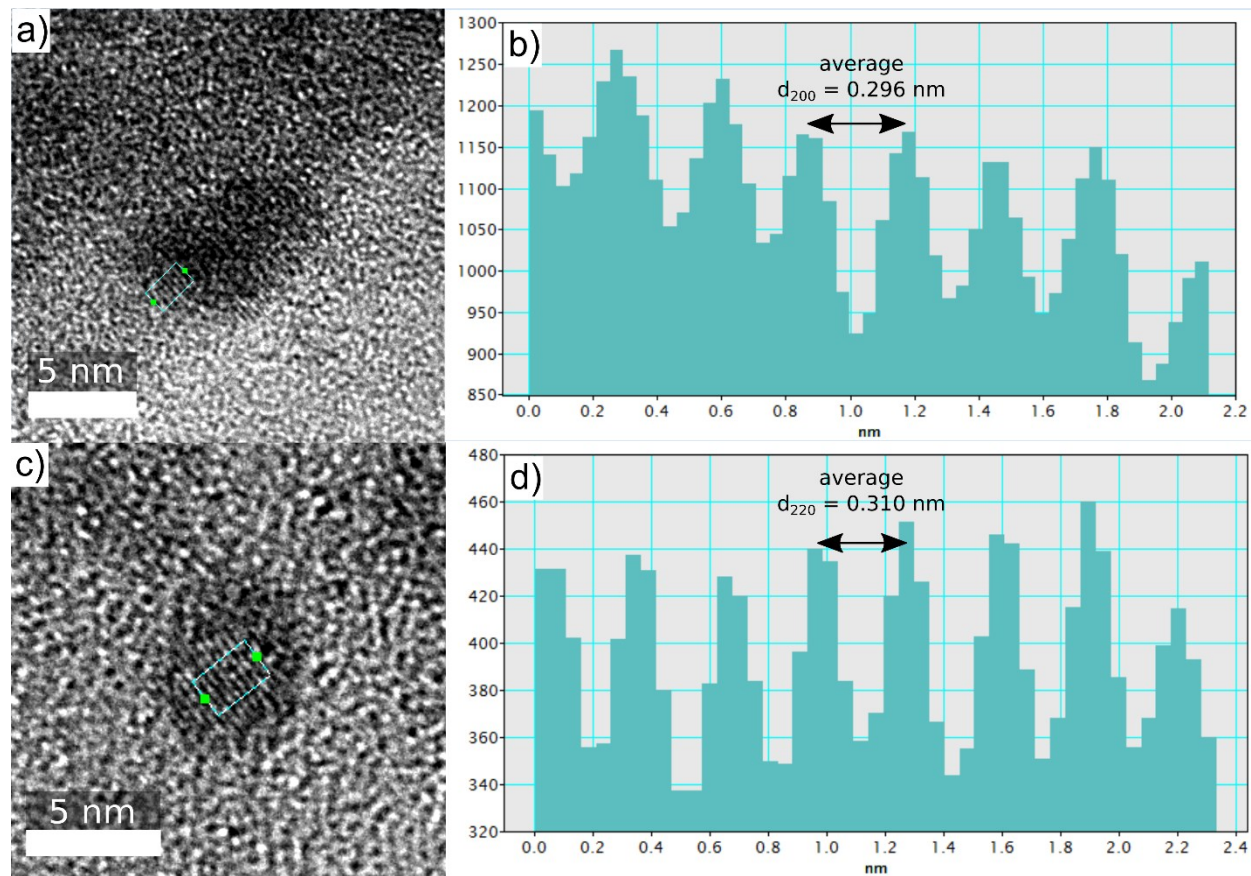 a)
5 nm
b)
average
d₂₀₀ = 0.296 nm
1300
1250
1200
1150
1100
1050
1000
950
900
850
0.0 0.2 0.4 0.6 0.8 1.0 1.2 1.4 1.6 1.8 2.0 2.2
nm
c)
5 nm
d)
average
d₂₂₀ = 0.310 nm
480
460
440
420
400
380
360
340
320
0.0 0.2 0.4 0.6 0.8 1.0 1.2 1.4 1.6 1.8 2.0 2.2 2.4
nm